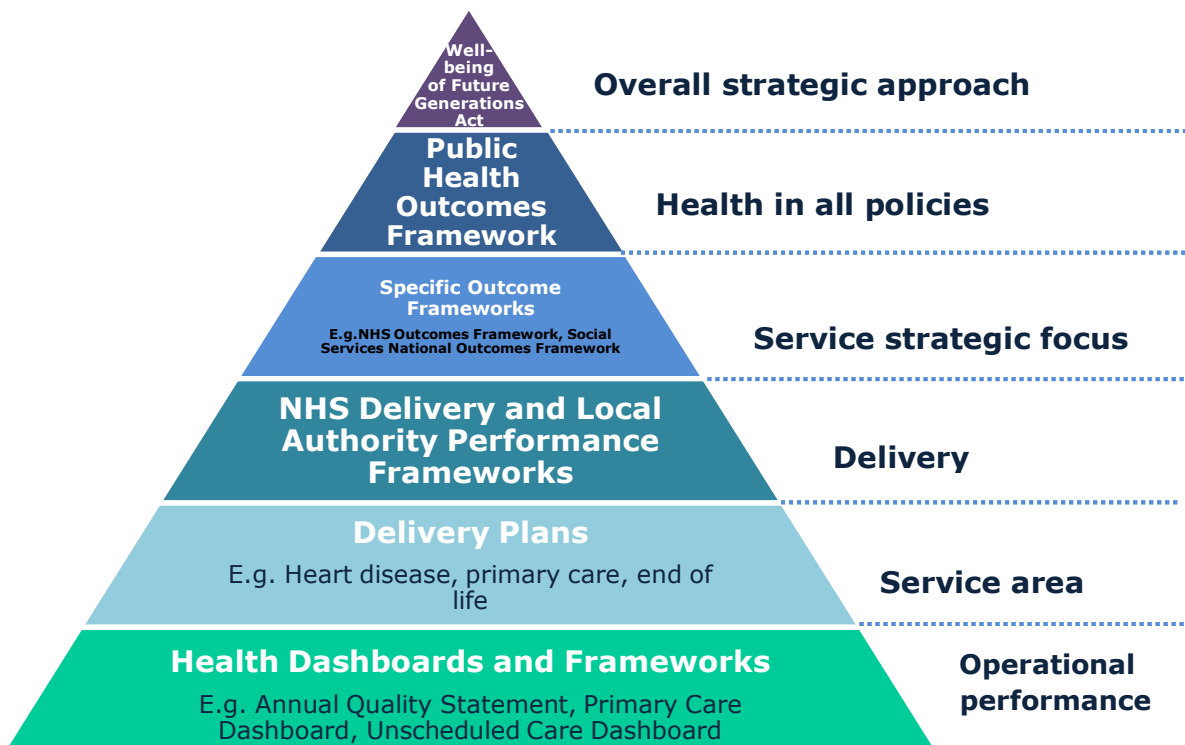 Well-
being
of Future
Generations
Act
Overall strategic approach
Public
Health
Outcomes
Framework
Health in all policies
Specific Outcome
Frameworks
E.g.NHS Outcomes Framework, Social
Services National Outcomes Framework
Service strategic focus
NHS Delivery and Local
Authority Performance
Frameworks
Delivery
Delivery Plans
E.g. Heart disease, primary care, end of
life
Service area
Health Dashboards and Frameworks
E.g. Annual Quality Statement, Primary Care
Dashboard, Unscheduled Care Dashboard
Operational
performance